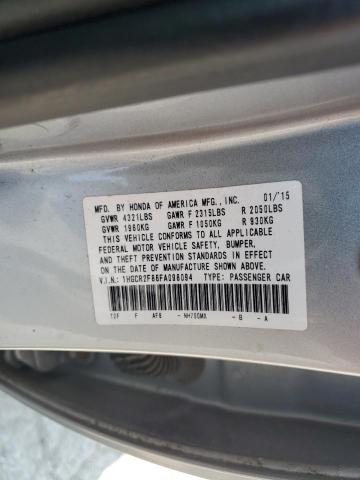 MFD. BY HONDA OF AMERICA MFG., INC. 01/15
GVWR 4321LBS GAWR F 2315LBS R 2050LBS
GVWR 1960KG GAWR F 1050KG R 930KG
THIS VEHICLE CONFORMS TO ALL APPLICABLE
FEDERAL MOTOR VEHICLE SAFETY, BUMPER,
AND THEFT PREVENTION STANDARDS IN EFFECT
ON THE DATE OF MANUFACTURE SHOWN ABOVE.
V.I.N.: 1HGCR2F86FA098094 TYPE: PASSENGER CAR
F AF6 - NH700MX - B - A